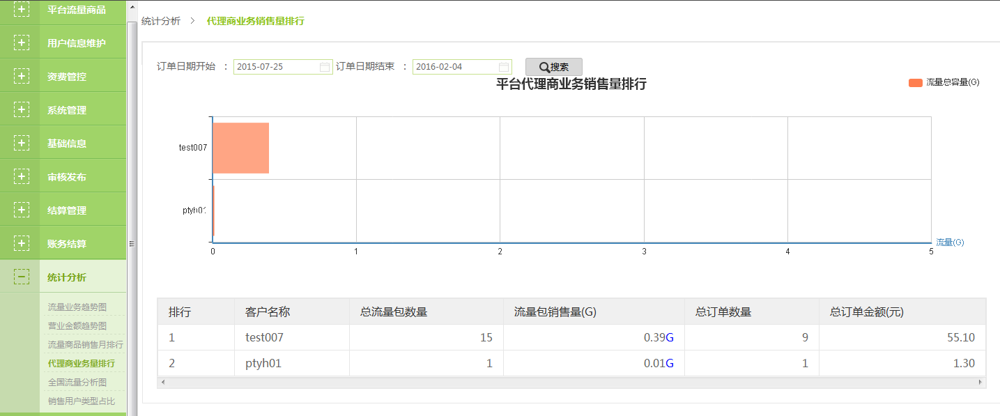 平台流量商品
用户信息维护
资费管控
系统管理
基础信息
审核发布
结算管理
账务结算
统计分析
流量业务趋势图
营业金额趋势图
流量商品销售月排行
代理商业务量排行
全国流量分析图
销售用户类型占比
统计分析 > 代理商业务销售量排行
订单日期开始 : 2015-07-25 订单日期结束 : 2016-02-04 搜索
平台代理商业务销售量排行
流量总容量(G)
test007
ptyh01
0 1 2 3 4 5
流量(G)
排行 客户名称 总流量包数量 流量包销售量(G) 总订单数量 总订单金额(元)
1 test007 15 0.39G 9 55.10
2 ptyh01 1 0.01G 1 1.30